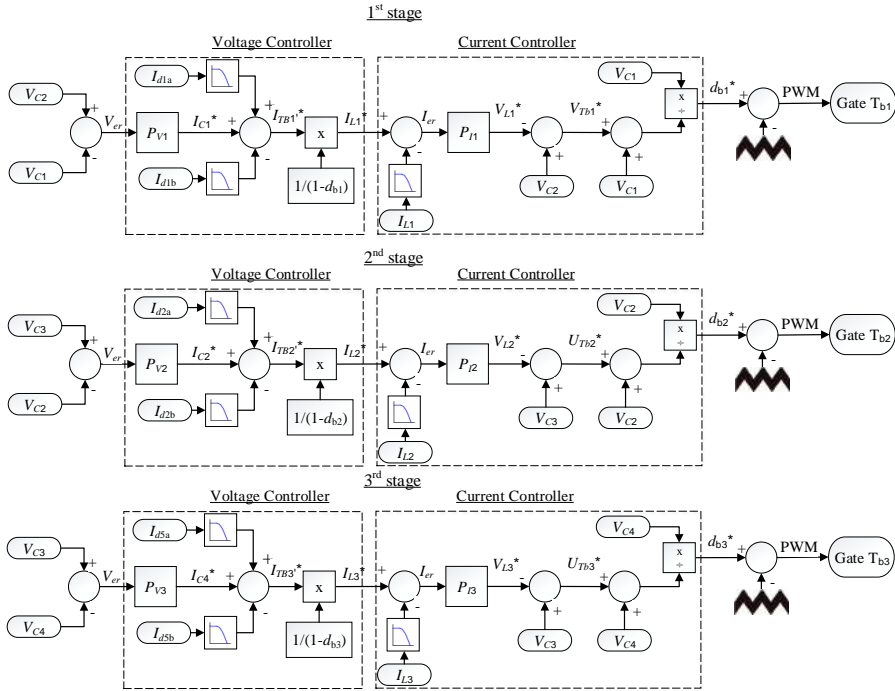 1st stage
Voltage Controller
Current Controller
Id1a
VC1
VC2
+
+
Ver
PV1
IC1*
+
+
ITB1'*
x
IL1*
+
Ier
PI1
VL1*
-
VTb1*
+
x
÷
db1*
+
PWM
Gate Tb1
-
-
-
-
VC1
Id1b
1/(1-db1)
+
+
VC2
VC1
IL1
2nd stage
Voltage Controller
Current Controller
Id2a
VC2
VC3
+
+
Ver
PV2
IC2*
+
ITB2'*
x
IL2*
+
Ier
PI2
VL2*
-
UTb2*
+
x
÷
db2*
+
PWM
Gate Tb2
-
-
-
-
VC2
Id2b
1/(1-db2)
+
+
VC3
VC2
IL2
3rd stage
Voltage Controller
Current Controller
Id5a
VC4
VC3
+
+
Ver
PV3
IC4*
+
ITB3'*
x
IL3*
+
Ier
PI3
VL3*
-
UTb3*
+
x
÷
db3*
+
PWM
Gate Tb3
-
-
-
-
VC4
Id5b
1/(1-db3)
+
+
VC3
VC4
IL3